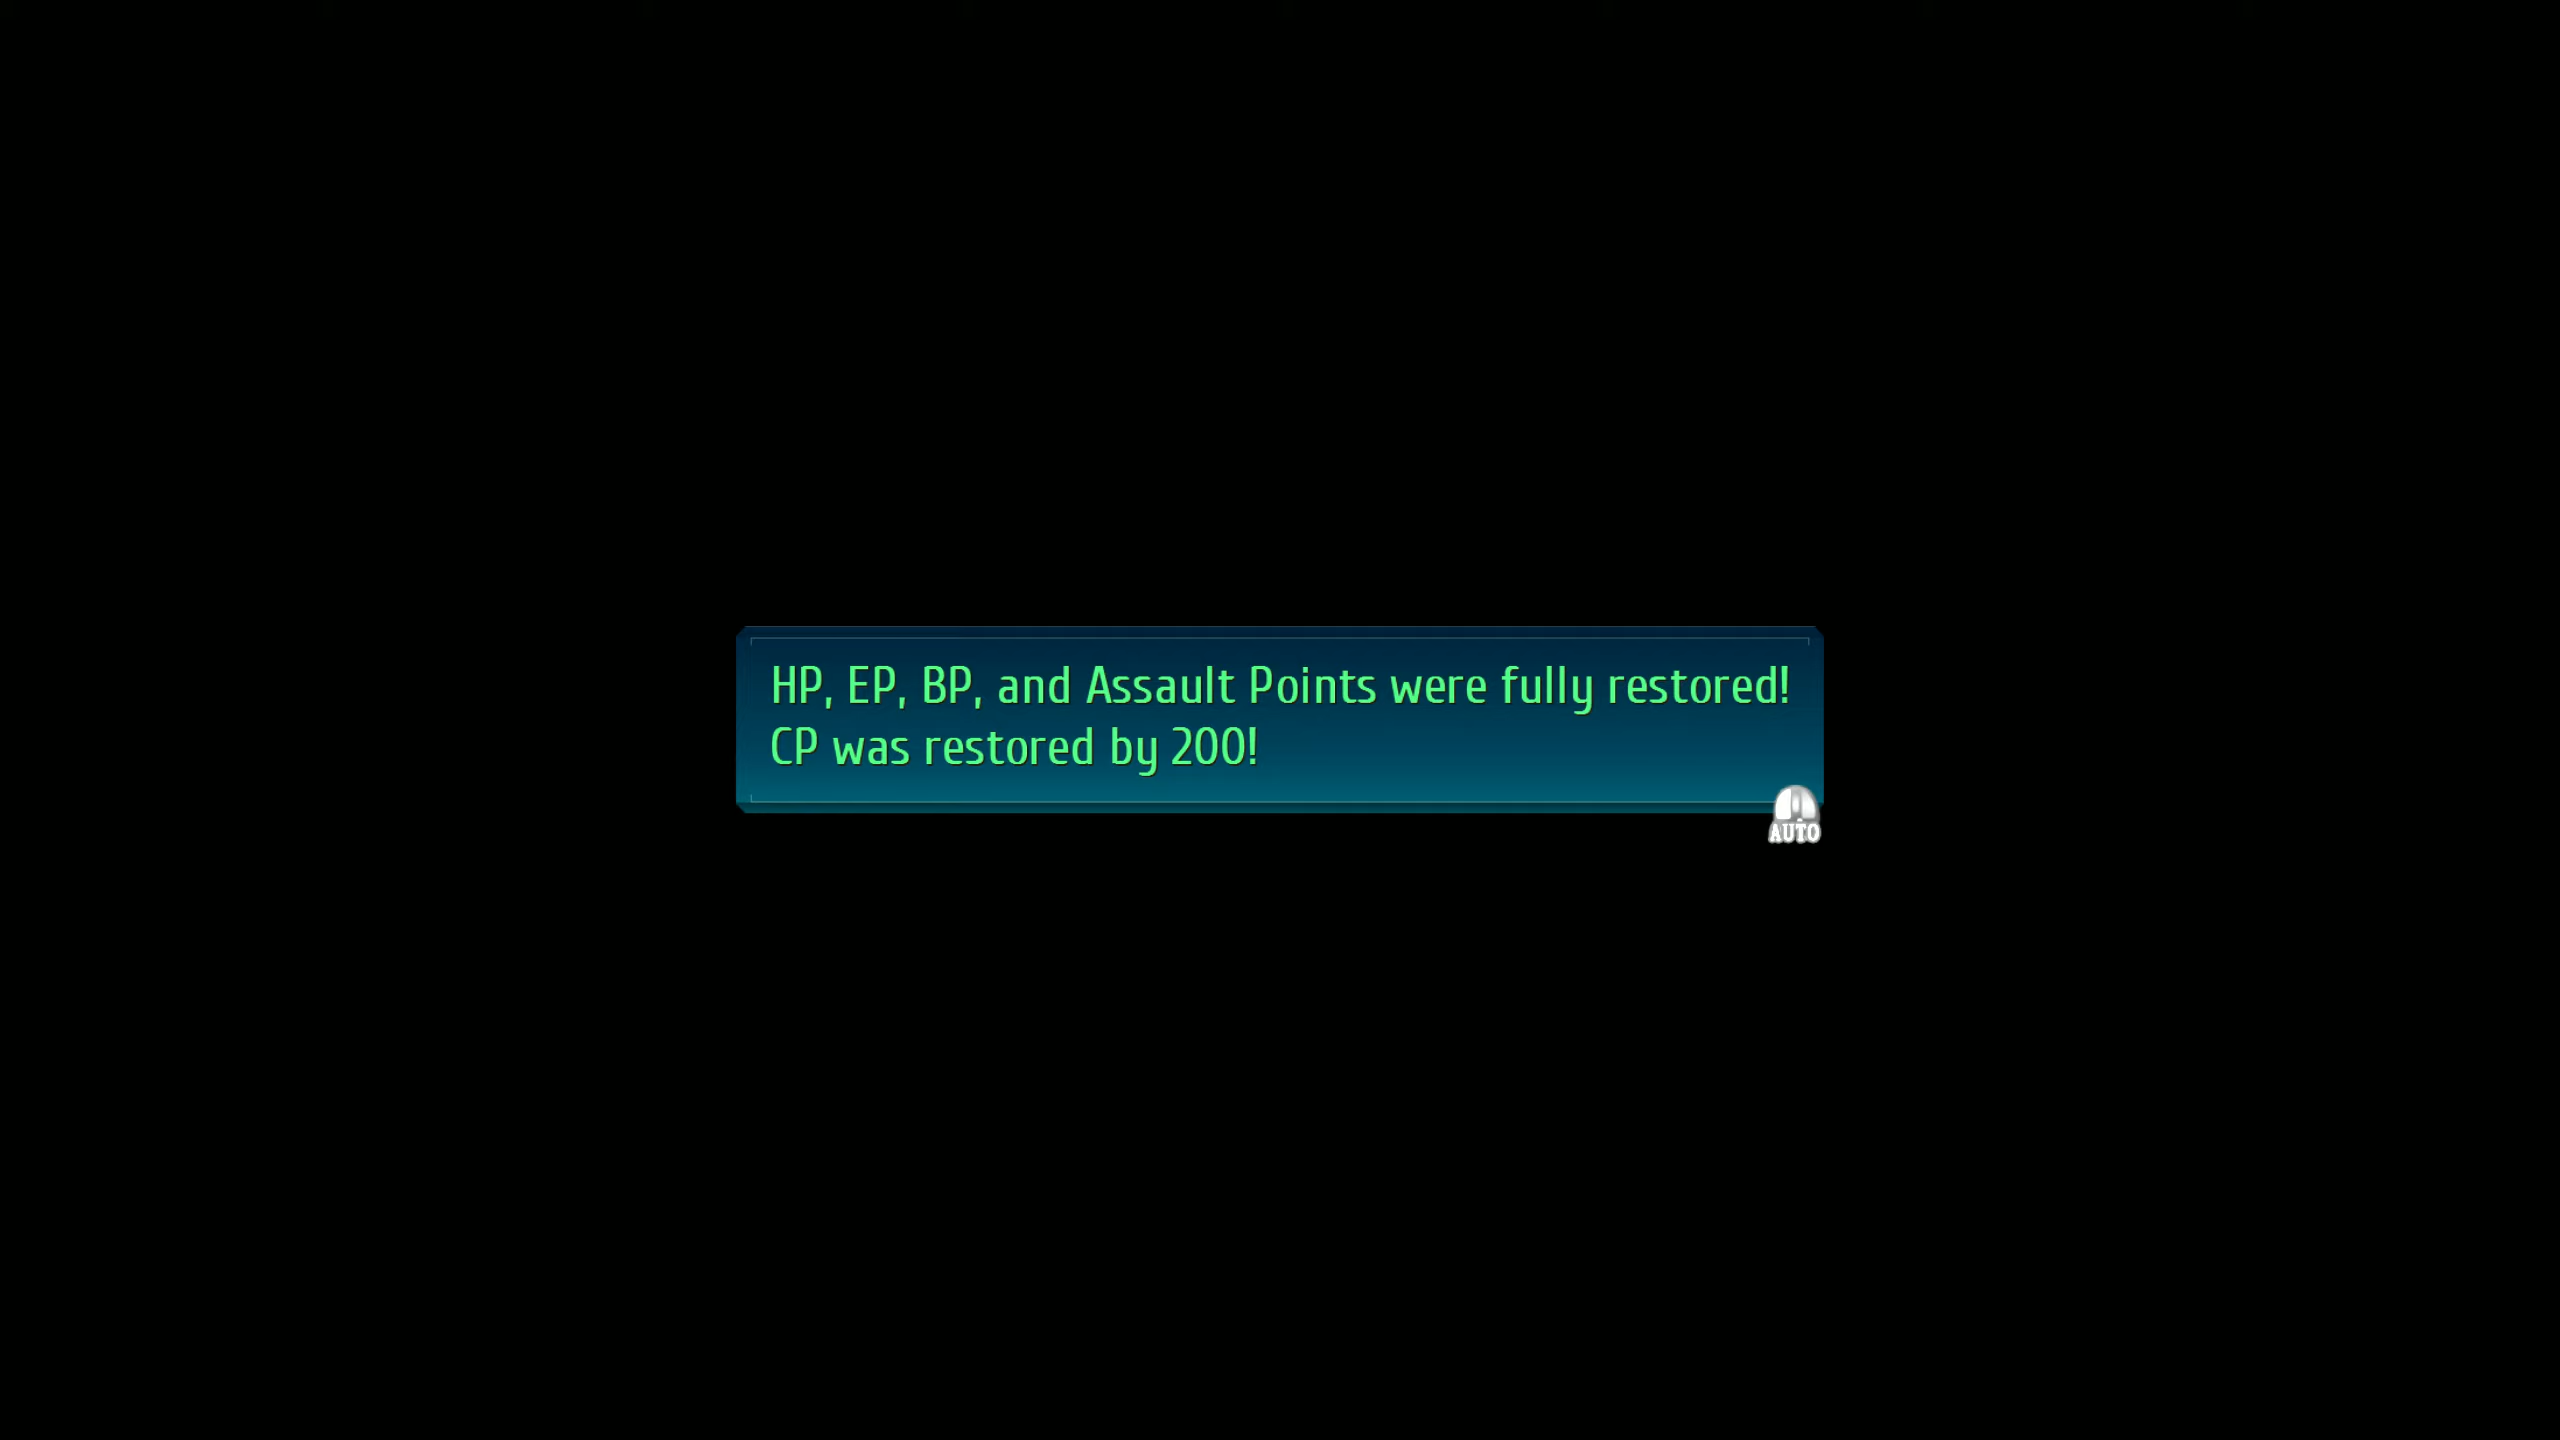 HP, EP, BP, and Assault Points were fully restored!
CP was restored by 200!
AUTO